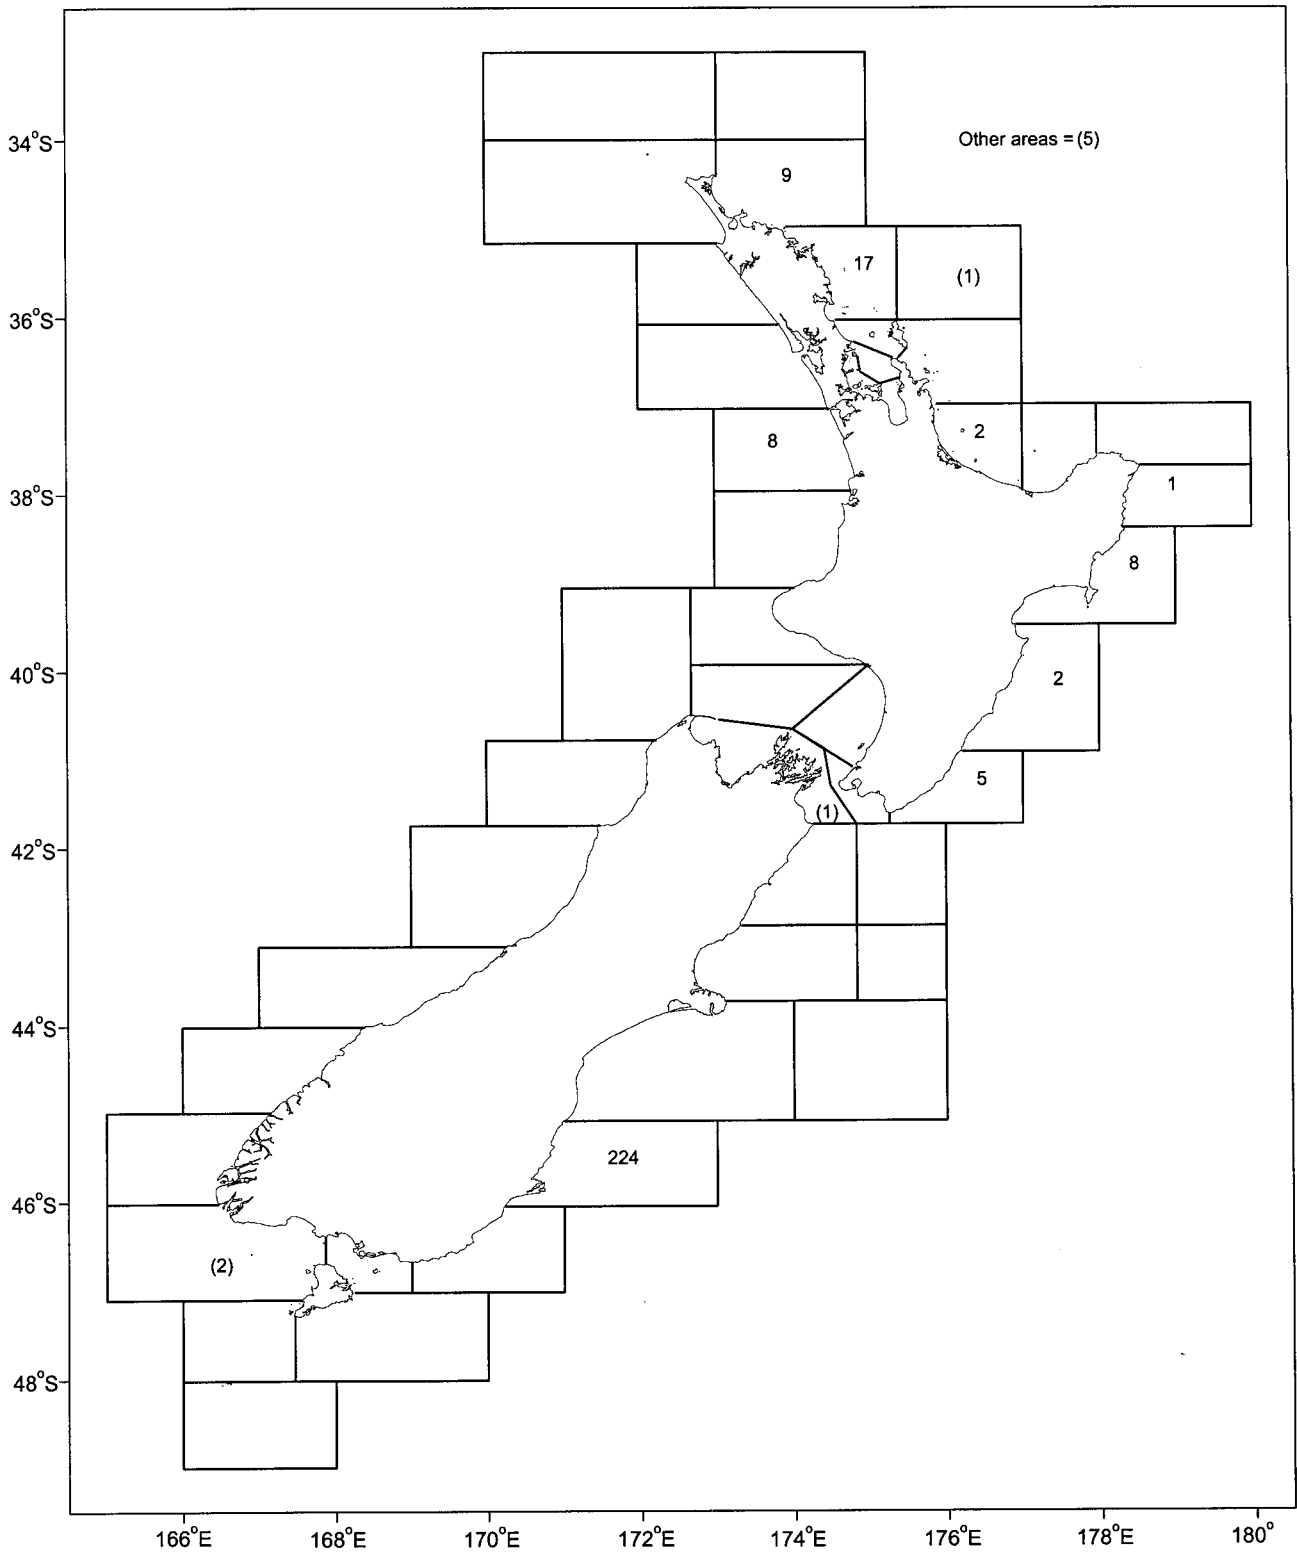 34°S
Other areas = (5)
9
17
(1)
36°S
2
8
1
38°S
8
2
40°S
5
(1)
42°S
44°S
224
46°S
(2)
48°S
166°E 168°E 170°E 172°E 174°E 176°E 178°E 180°